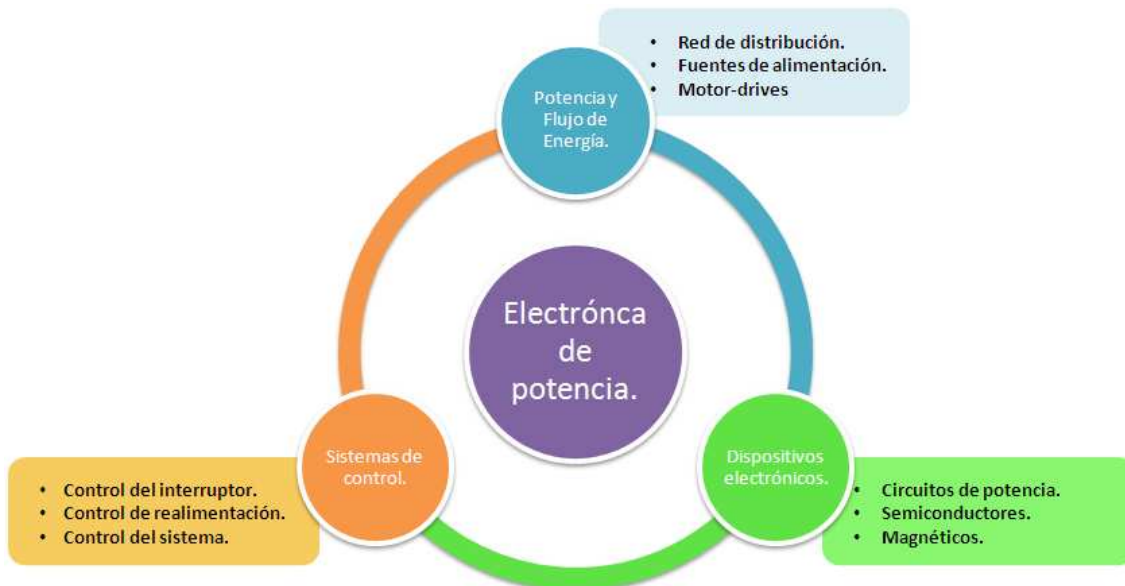 • Red de distribución.
• Fuentes de alimentación.
• Motor-drives
Potencia y
Flujo de
Energía.
Electrónca
de
potencia.
Sistemas de
control.
• Control del interruptor.
• Control de realimentación.
• Control del sistema.
Dispositivos
electrónicos.
• Circuitos de potencia.
• Semiconductores.
• Magnéticos.